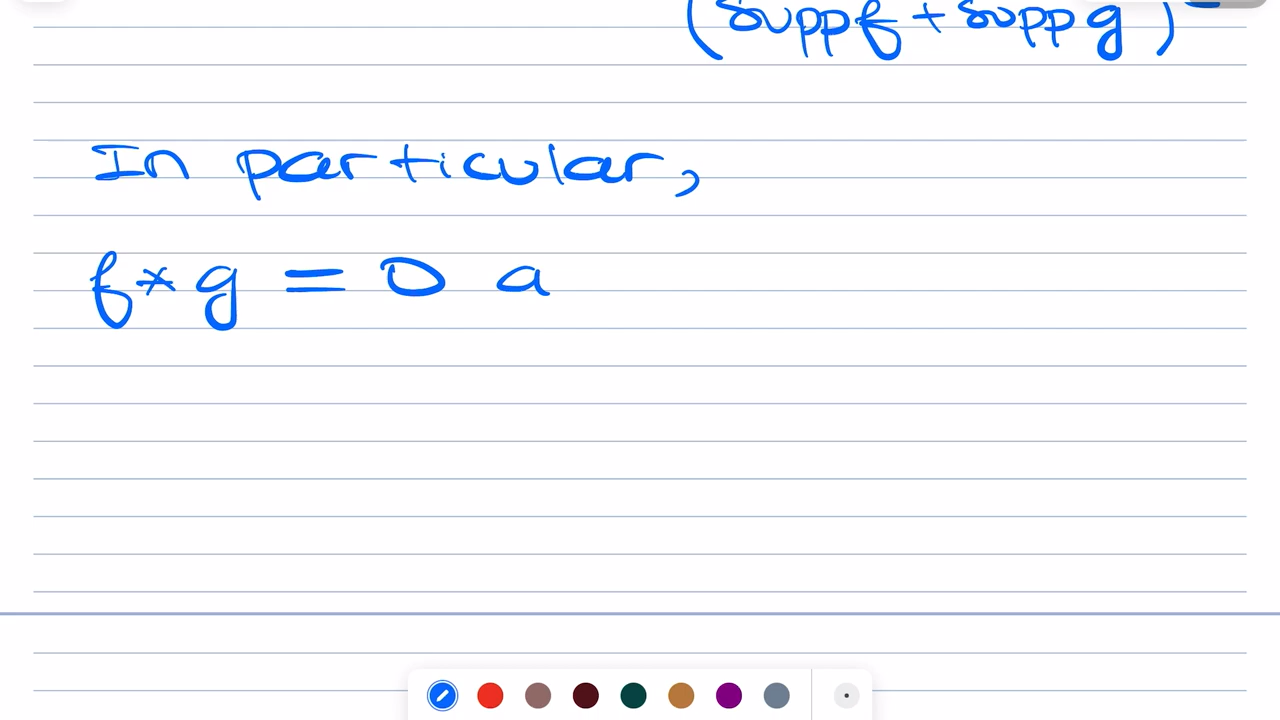 (supp f + supp g)
In particular,
f * g = 0 a